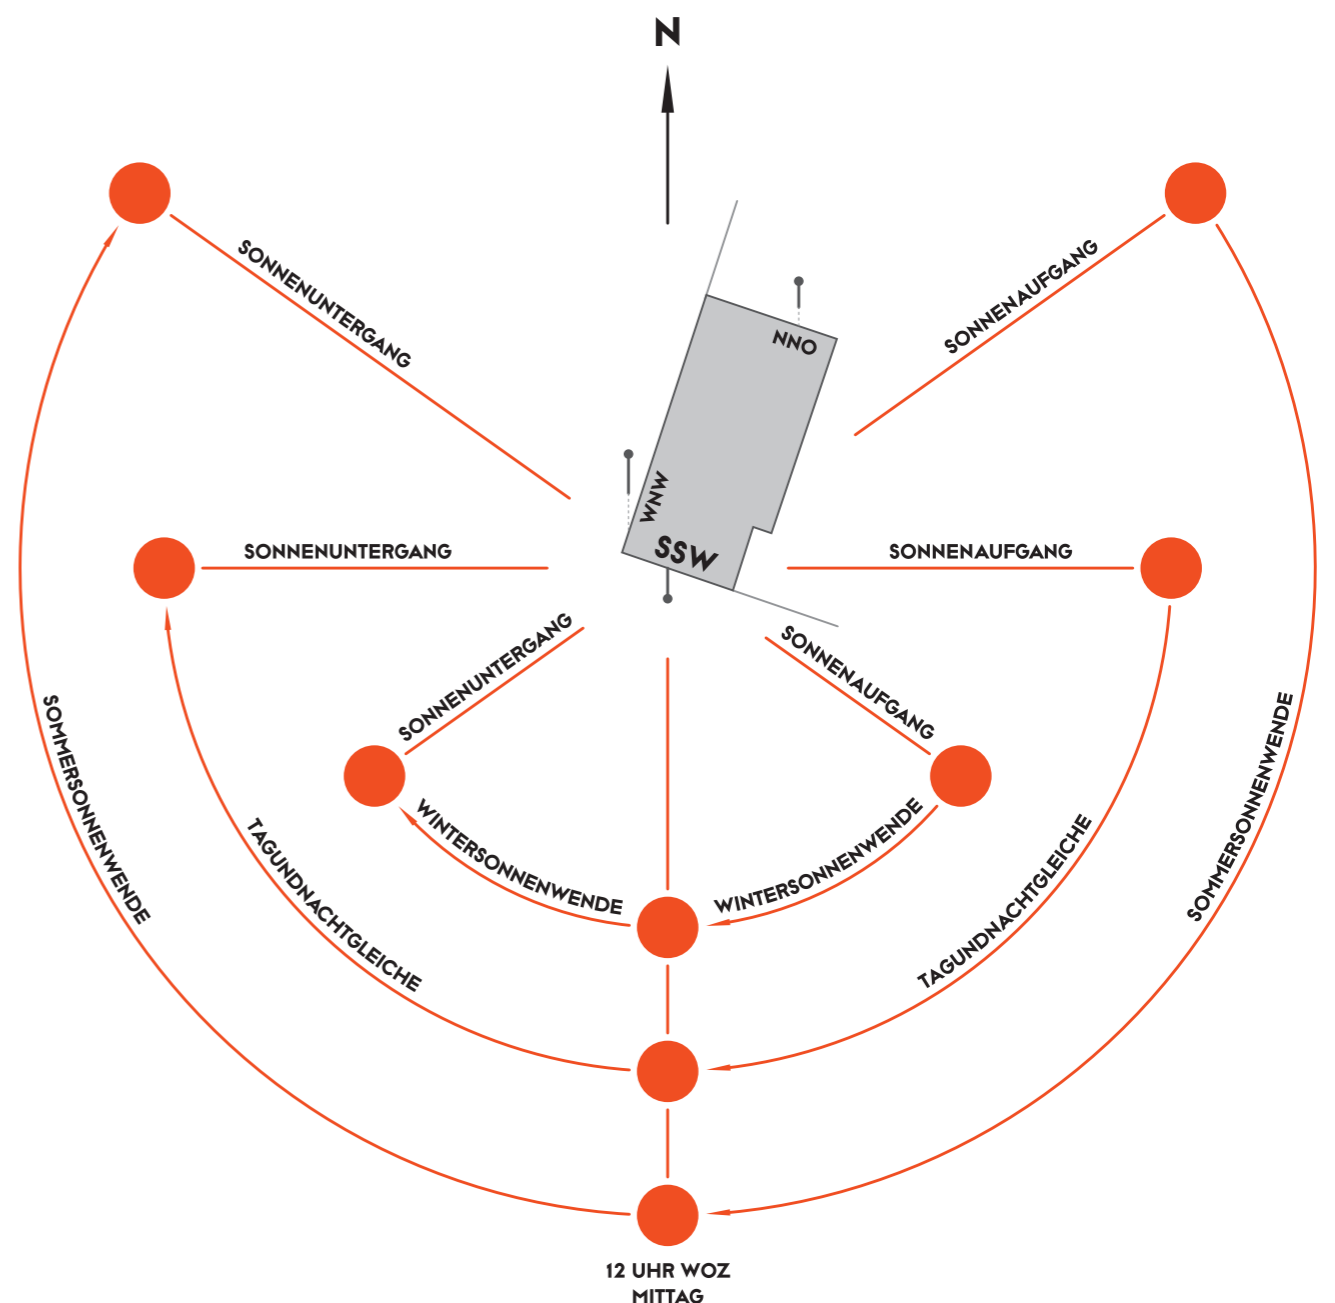 N
SONNENUNTERGANG
SONNENAUFGANG
NNO
WNW
SSW
SONNENUNTERGANG
SONNENAUFGANG
SONNENUNTERGANG
SONNENAUFGANG
SOMMERSONNENWENDE
TAGUNDNACHTGLEICHE
WINTERSONNENWENDE
WINTERSONNENWENDE
TAGUNDNACHTGLEICHE
SOMMERSONNENWENDE
12 UHR WOZ
MITTAG